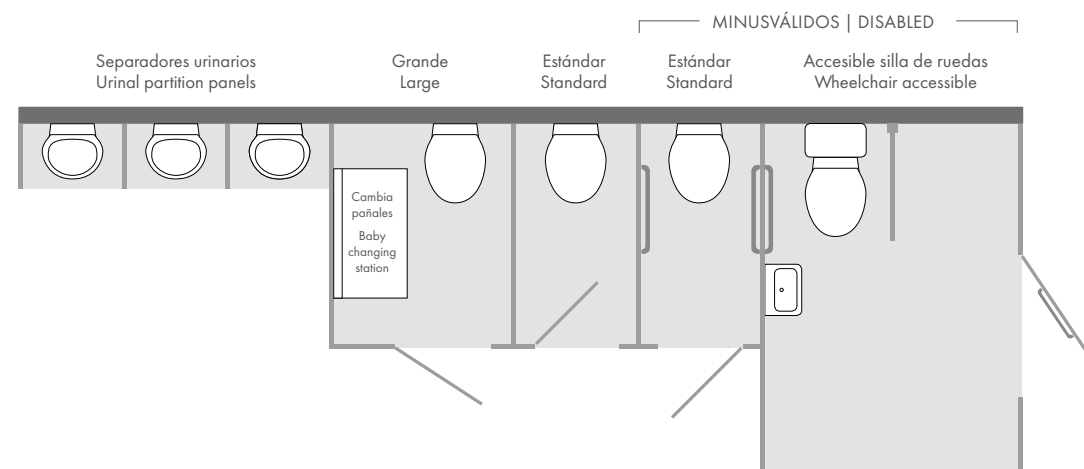 MINUSVÁLIDOS | DISABLED
Separadores urinarios
Urinal partition panels
Grande
Large
Estándar
Standard
Estándar
Standard
Accesible silla de ruedas
Wheelchair accessible
Cambia
pañales
Baby
changing
station